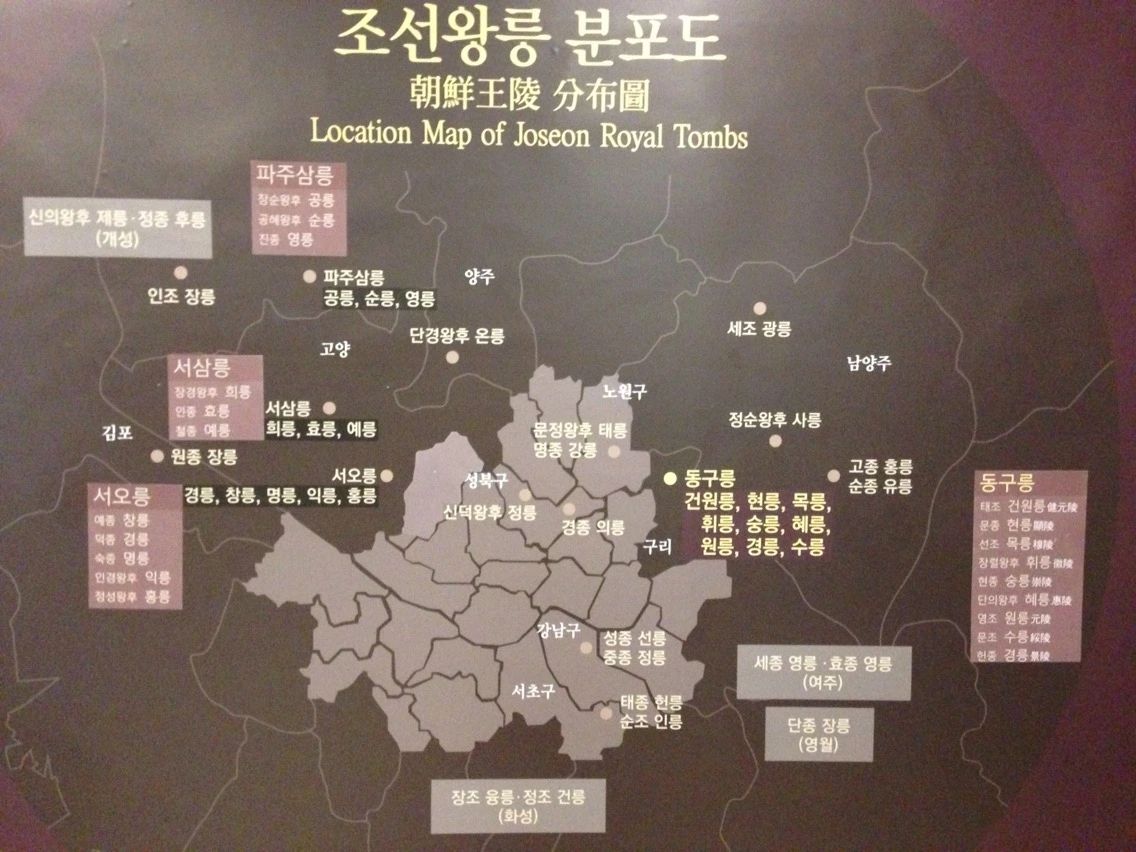 조선왕릉 분포도
朝鮮王陵 分布圖
Location Map of Joseon Royal Tombs
파주삼릉
장순왕후 공릉
공혜왕후 순릉
진종 영릉
신의왕후 제릉·정종 후릉
(개성)
인조 장릉
파주삼릉
공릉, 순릉, 영릉
양주
세조 광릉
단경왕후 온릉
고양
남양주
서삼릉
장경왕후 희릉
인종 효릉
철종 예릉
서삼릉
희릉, 효릉, 예릉
노원구
문정왕후 태릉
명종 강릉
정순왕후 사릉
김포
원종 장릉
서오릉
경릉, 창릉, 명릉, 익릉, 홍릉
성북구
신덕왕후 정릉
경종 의릉
동구릉
건원릉, 현릉, 목릉,
휘릉, 숭릉, 혜릉,
원릉, 경릉, 수릉
구리
고종 홍릉
순종 유릉
서오릉
예종 창릉
덕종 경릉
숙종 명릉
인경왕후 익릉
정성왕후 홍릉
동구릉
태조 건원릉健元陵
문종 현릉顯陵
선조 목릉穆陵
장렬왕후 휘릉徽陵
현종 숭릉崇陵
단의왕후 혜릉惠陵
영조 원릉元陵
문조 수릉綏陵
헌종 경릉景陵
강남구
성종 선릉
중종 정릉
서초구
태종 헌릉
순조 인릉
세종 영릉·효종 영릉
(여주)
단종 장릉
(영월)
장조 융릉·정조 건릉
(화성)